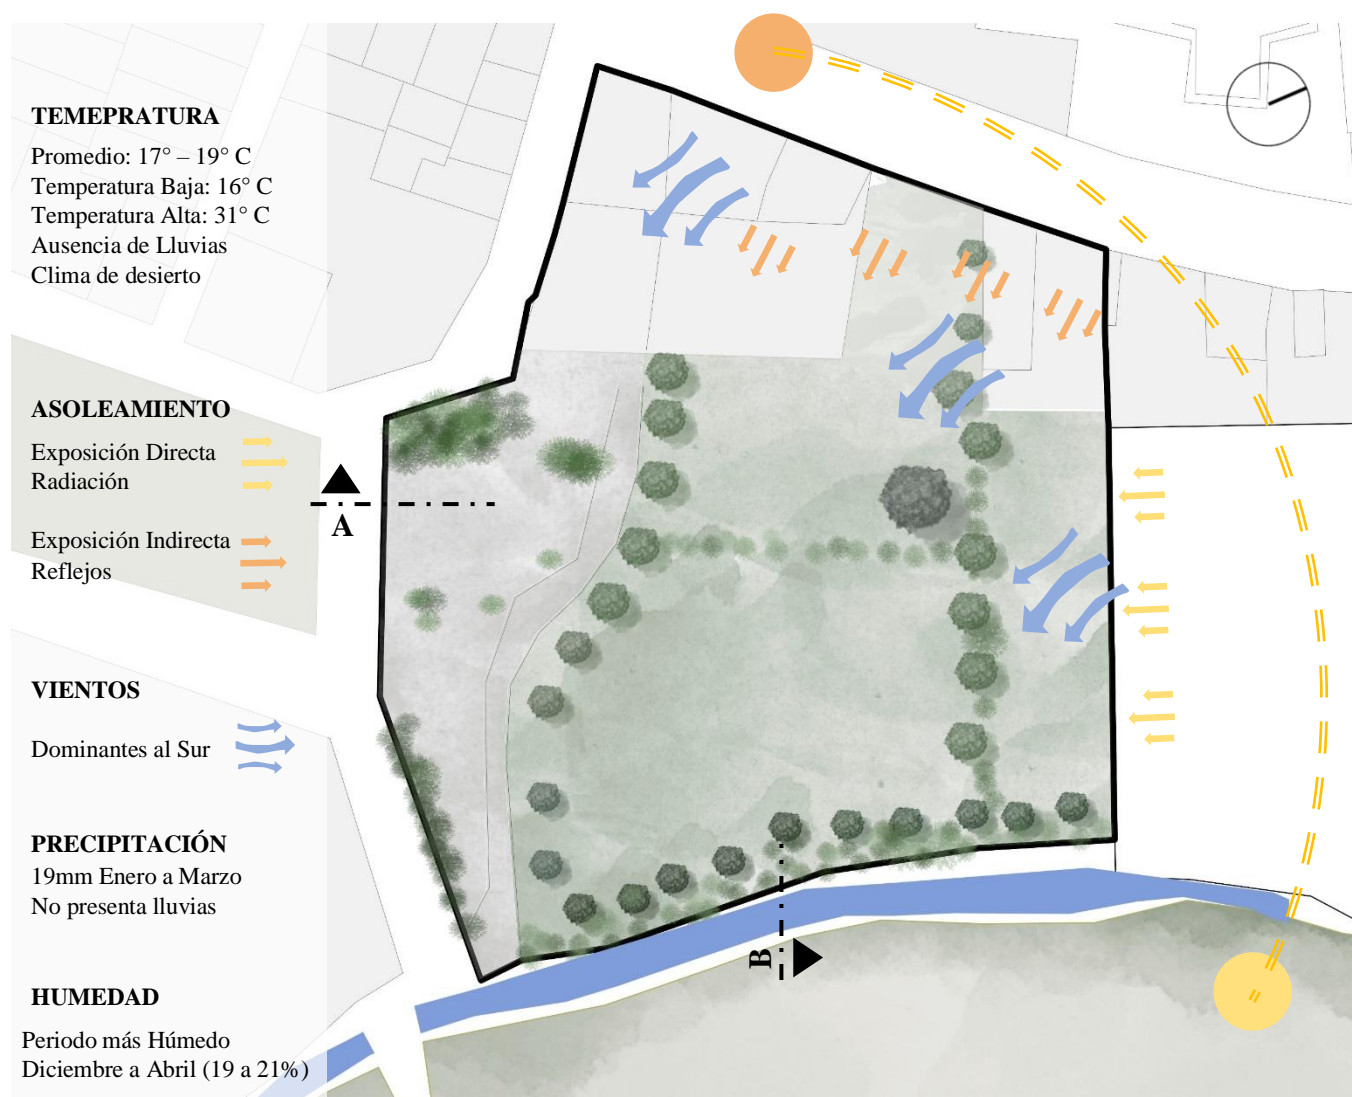 TEMEPRATURA
Promedio: 17° – 19° C
Temperatura Baja: 16° C
Temperatura Alta: 31° C
Ausencia de Lluvias
Clima de desierto
ASOLEAMIENTO
Exposición Directa
Radiación
Exposición Indirecta
Reflejos
A
VIENTOS
Dominantes al Sur
PRECIPITACIÓN
19mm Enero a Marzo
No presenta lluvias
B
HUMEDAD
Periodo más Húmedo
Diciembre a Abril (19 a 21%)